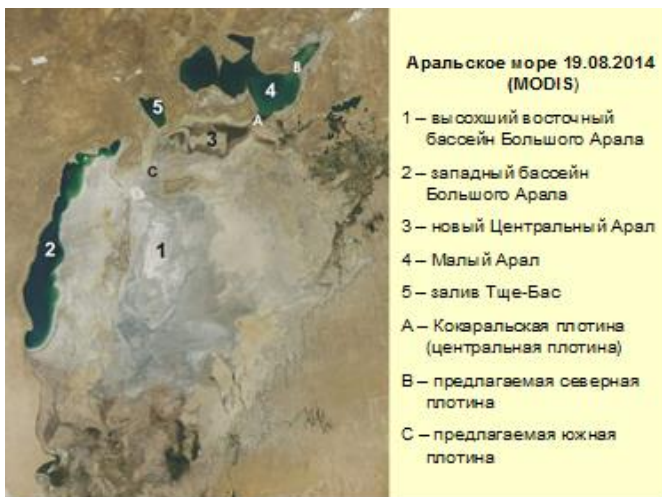 B
4
5
A
3
C
2
1
Аральское море 19.08.2014
(MODIS)
1 – высохший восточный
бассейн Большого Арала
2 – западный бассейн
Большого Арала
3 – новый Центральный Арал
4 – Малый Арал
5 – залив Тще-Бас
A – Кокаральская плотина
(центральная плотина)
B – предлагаемая северная
плотина
C – предлагаемая южная
плотина